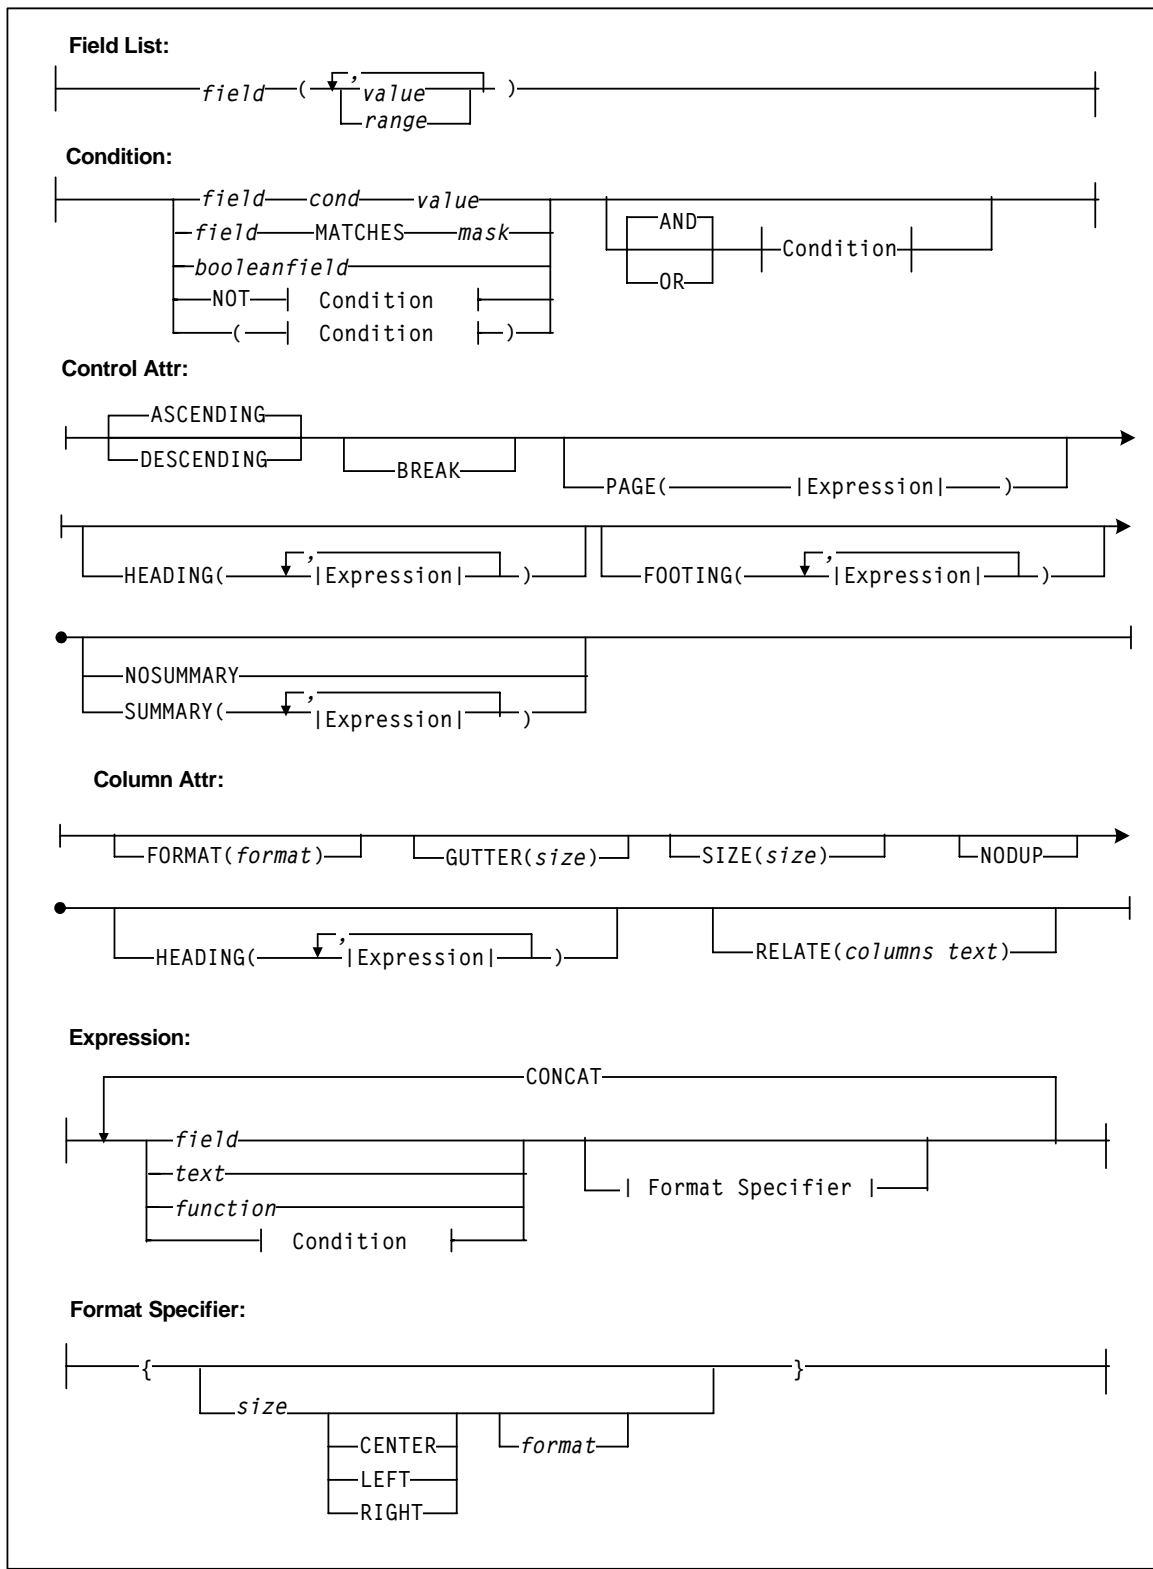 Field List:
,
field ( value )
range
Condition:
field cond value
field MATCHES mask AND
booleanfield Condition
NOT Condition OR
( Condition )
Control Attr:
ASCENDING
DESCENDING BREAK
PAGE( |Expression| )
, ,
HEADING( |Expression| ) FOOTING( |Expression| )
NOSUMMARY
,
SUMMARY( |Expression| )
Column Attr:
FORMAT(format) GUTTER(size) SIZE(size) NODUP
,
HEADING( |Expression| ) RELATE(columns text)
Expression:
CONCAT
field
text
| Format Specifier |
function
Condition
Format Specifier:
{ }
size
CENTER format
LEFT
RIGHT